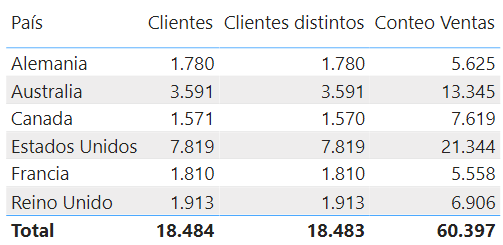 País Clientes Clientes distintos Conteo Ventas
Alemania 1.780 1.780 5.625
Australia 3.591 3.591 13.345
Canada 1.571 1.570 7.619
Estados Unidos 7.819 7.819 21.344
Francia 1.810 1.810 5.558
Reino Unido 1.913 1.913 6.906
Total 18.484 18.483 60.397